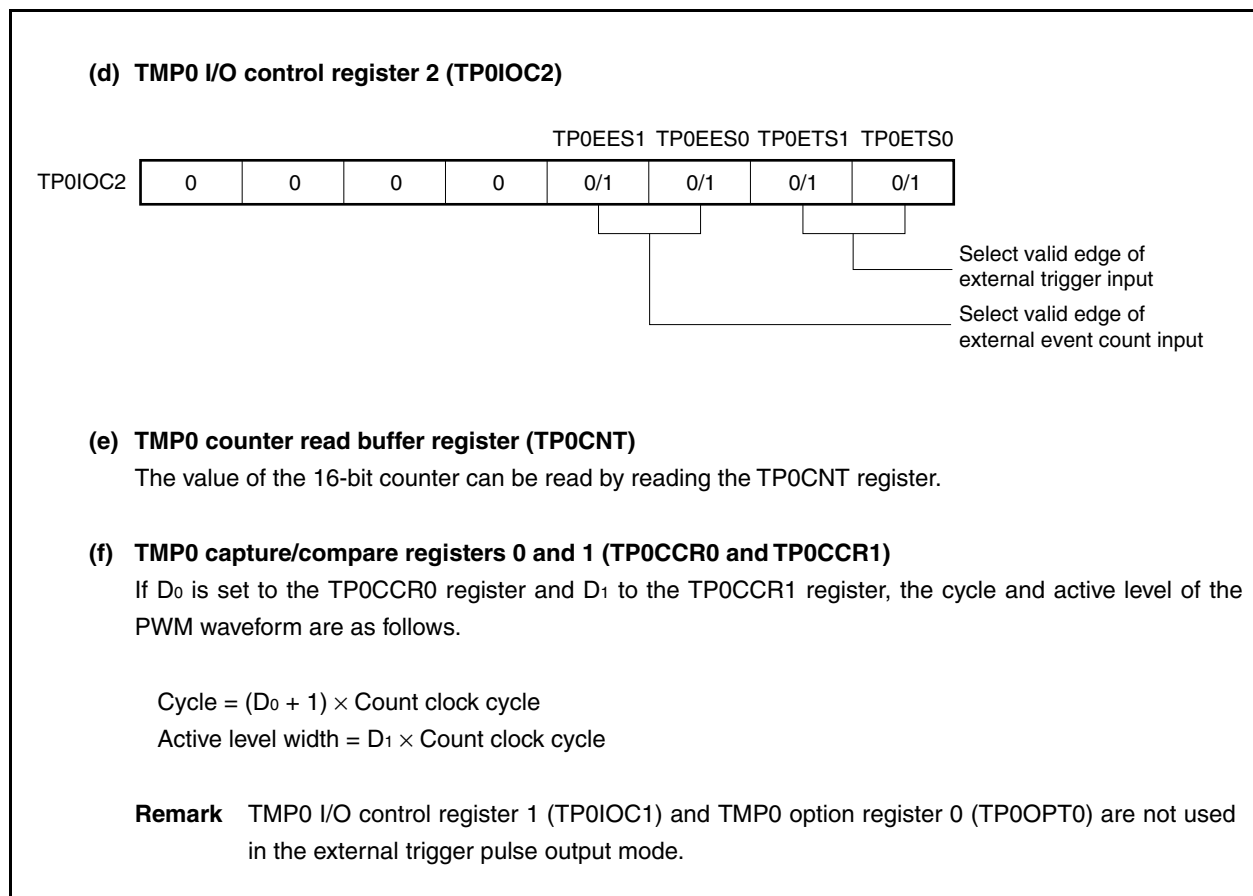 (d) TMP0 I/O control register 2 (TP0IOC2)
TP0EES1 TP0EES0 TP0ETS1 TP0ETS0
TP0IOC2 0 0 0 0 0/1 0/1 0/1 0/1
Select valid edge of
external trigger input
Select valid edge of
external event count input
(e) TMP0 counter read buffer register (TP0CNT)
The value of the 16-bit counter can be read by reading the TP0CNT register.
(f) TMP0 capture/compare registers 0 and 1 (TP0CCR0 and TP0CCR1)
If D0 is set to the TP0CCR0 register and D1 to the TP0CCR1 register, the cycle and active level of the
PWM waveform are as follows.
Cycle = (D0 + 1) × Count clock cycle
Active level width = D1 × Count clock cycle
Remark TMP0 I/O control register 1 (TP0IOC1) and TMP0 option register 0 (TP0OPT0) are not used
in the external trigger pulse output mode.